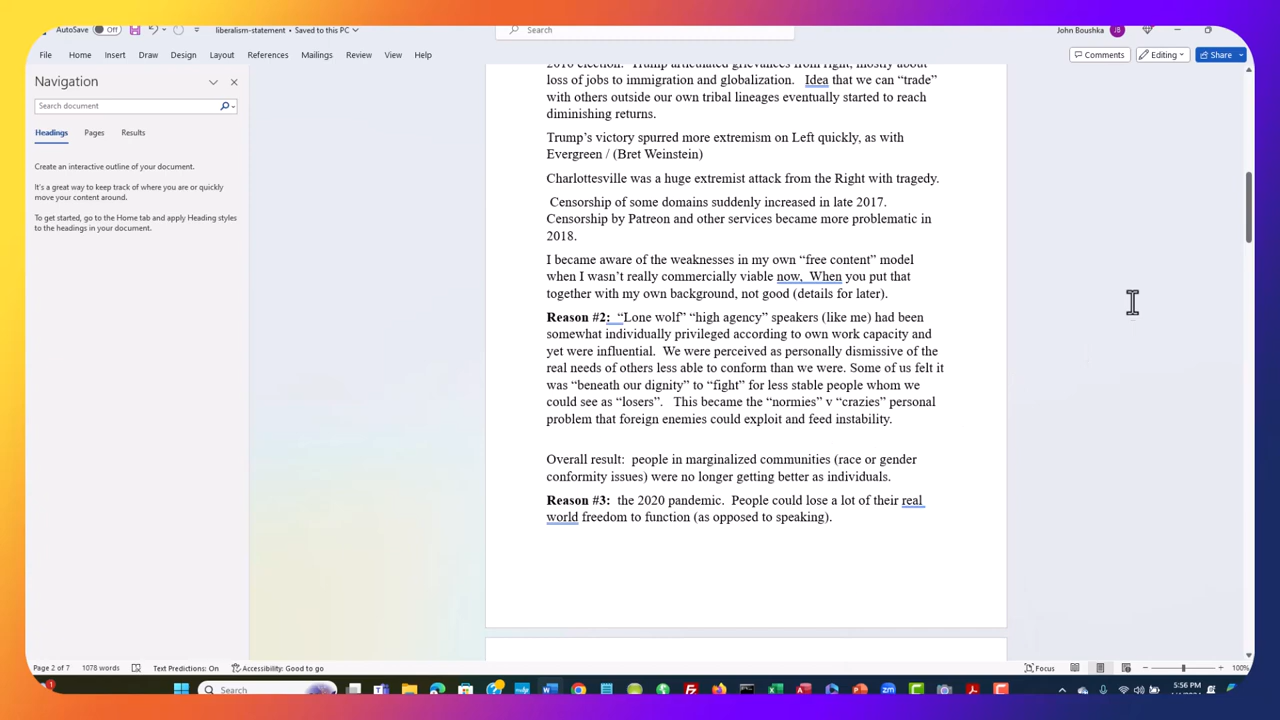 AutoSave Off liberalism-statement • Saved to this PC Search John Boushka JB
File Home Insert Draw Design Layout References Mailings Review View Help Comments Editing Share
Navigation
Search document
Headings Pages Results
Create an interactive outline of your document.
It's a great way to keep track of where you are or quickly
move your content around.
To get started, go to the Home tab and apply Heading styles
to the headings in your document.
2016 election. Trump articulated grievances from right, mostly about
loss of jobs to immigration and globalization. Idea that we can “trade”
with others outside our own tribal lineages eventually started to reach
diminishing returns.
Trump’s victory spurred more extremism on Left quickly, as with
Evergreen / (Bret Weinstein)
Charlottesville was a huge extremist attack from the Right with tragedy.
Censorship of some domains suddenly increased in late 2017.
Censorship by Patreon and other services became more problematic in
2018.
I became aware of the weaknesses in my own “free content” model
when I wasn’t really commercially viable now, When you put that
together with my own background, not good (details for later).
Reason #2: “Lone wolf” “high agency” speakers (like me) had been
somewhat individually privileged according to own work capacity and
yet were influential. We were perceived as personally dismissive of the
real needs of others less able to conform than we were. Some of us felt it
was “beneath our dignity” to “fight” for less stable people whom we
could see as “losers”. This became the “normies” v “crazies” personal
problem that foreign enemies could exploit and feed instability.
Overall result: people in marginalized communities (race or gender
conformity issues) were no longer getting better as individuals.
Reason #3: the 2020 pandemic. People could lose a lot of their real
world freedom to function (as opposed to speaking).
Page 2 of 7 1078 words Text Predictions: On Accessibility: Good to go Focus 100%
1 Search 5:56 PM